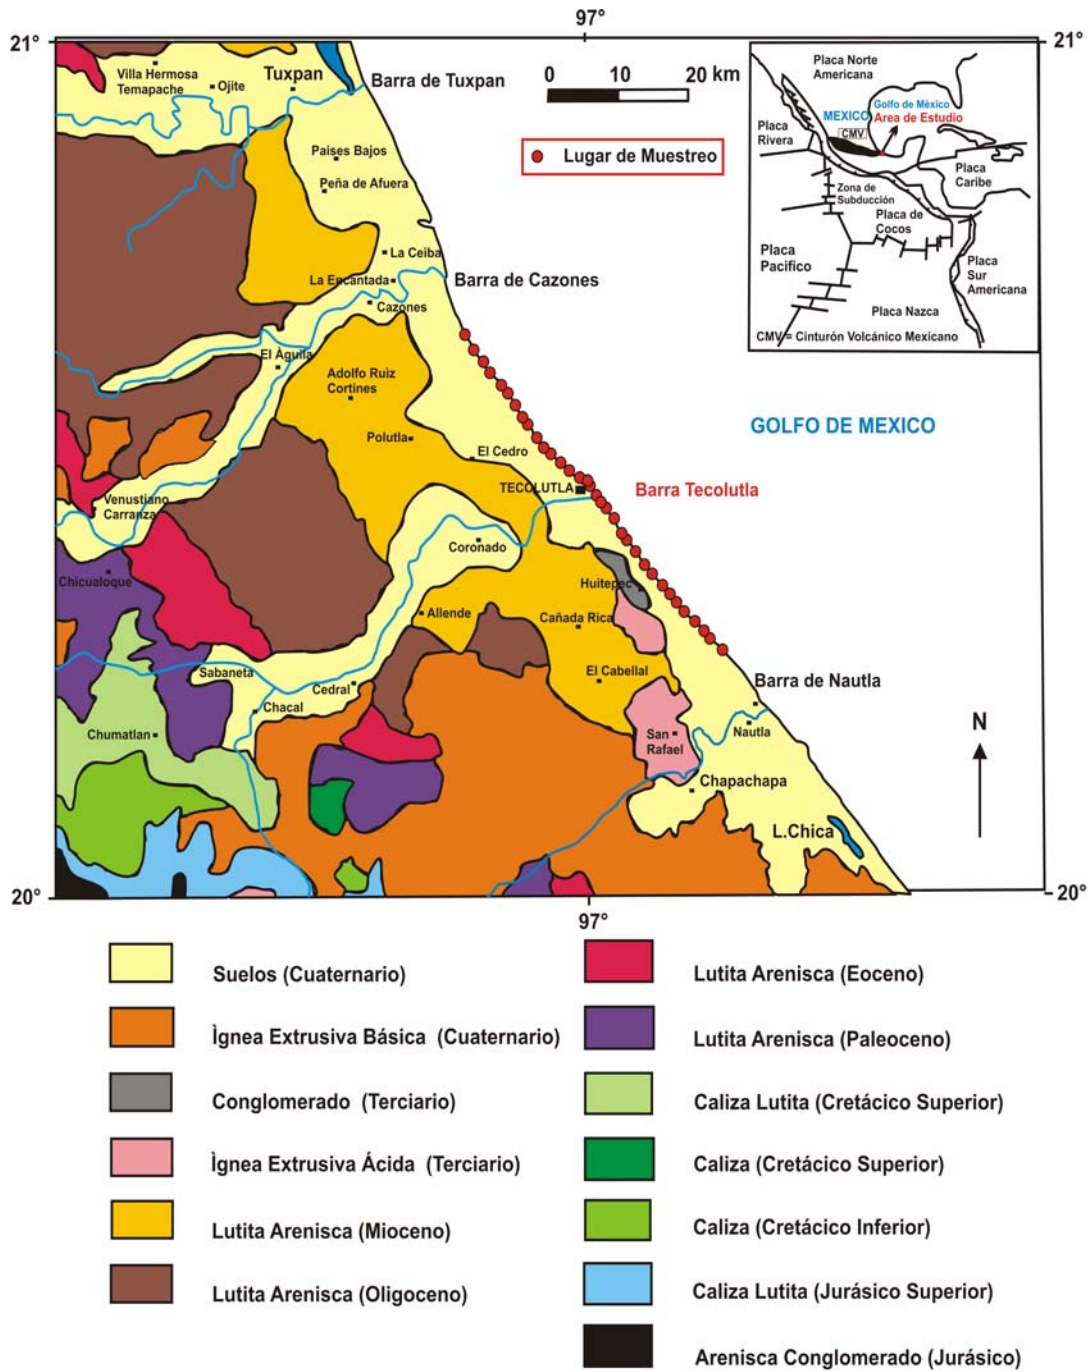 97°
21°
21°
Villa Hermosa
Temapache
Ojite
Tuxpan
Barra de Tuxpan
0 10 20 km
Lugar de Muestreo
Paises Bajos
Peña de Afuera
La Ceiba
La Encantada
Barra de Cazones
Cazones
El Àguila
Adolfo Ruiz
Cortines
Polutla
El Cedro
TECOLUTLA
Barra Tecolutla
GOLFO DE MEXICO
Venustiano
Carranza
Coronado
Chicualoque
Huitepec
Allende
Cañada Rica
Sabaneta
Cedral
El Cabellal
Barra de Nautla
Chacal
Chumatlan
San
Rafael
Nautla
N
Chapachapa
L.Chica
20°
20°
97°
Placa Norte
Americana
Golfo de Mèxico
MEXICO
Area de Estudio
CMV
Placa
Rivera
Placa
Caribe
Zona de
Subducción
Placa de
Cocos
Placa
Pacifico
Placa
Sur
Americana
Placa Nazca
CMV = Cinturón Volcánico Mexicano
Suelos (Cuaternario)
Ìgnea Extrusiva Básica (Cuaternario)
Conglomerado (Terciario)
Ìgnea Extrusiva Ácida (Terciario)
Lutita Arenisca (Mioceno)
Lutita Arenisca (Oligoceno)
Lutita Arenisca (Eoceno)
Lutita Arenisca (Paleoceno)
Caliza Lutita (Cretácico Superior)
Caliza (Cretácico Superior)
Caliza (Cretácico Inferior)
Caliza Lutita (Jurásico Superior)
Arenisca Conglomerado (Jurásico)